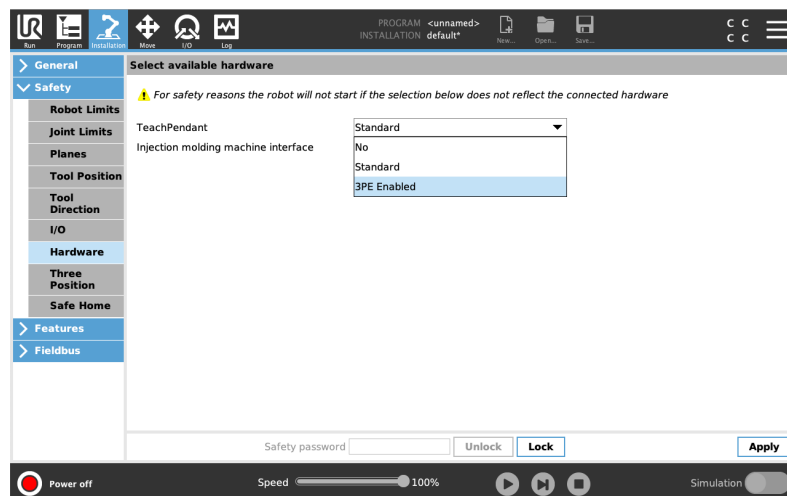 UR
PROGRAM <unnamed>
INSTALLATION default*
Run Program Installation Move I/O Log New... Open... Save...
C C
C C
General
Safety
Robot Limits
Joint Limits
Planes
Tool Position
Tool
Direction
I/O
Hardware
Three
Position
Safe Home
Features
Fieldbus
Select available hardware
For safety reasons the robot will not start if the selection below does not reflect the connected hardware
TeachPendant Standard
Injection molding machine interface No
Standard
3PE Enabled
Safety password Unlock Lock Apply
Power off Speed 100% Simulation